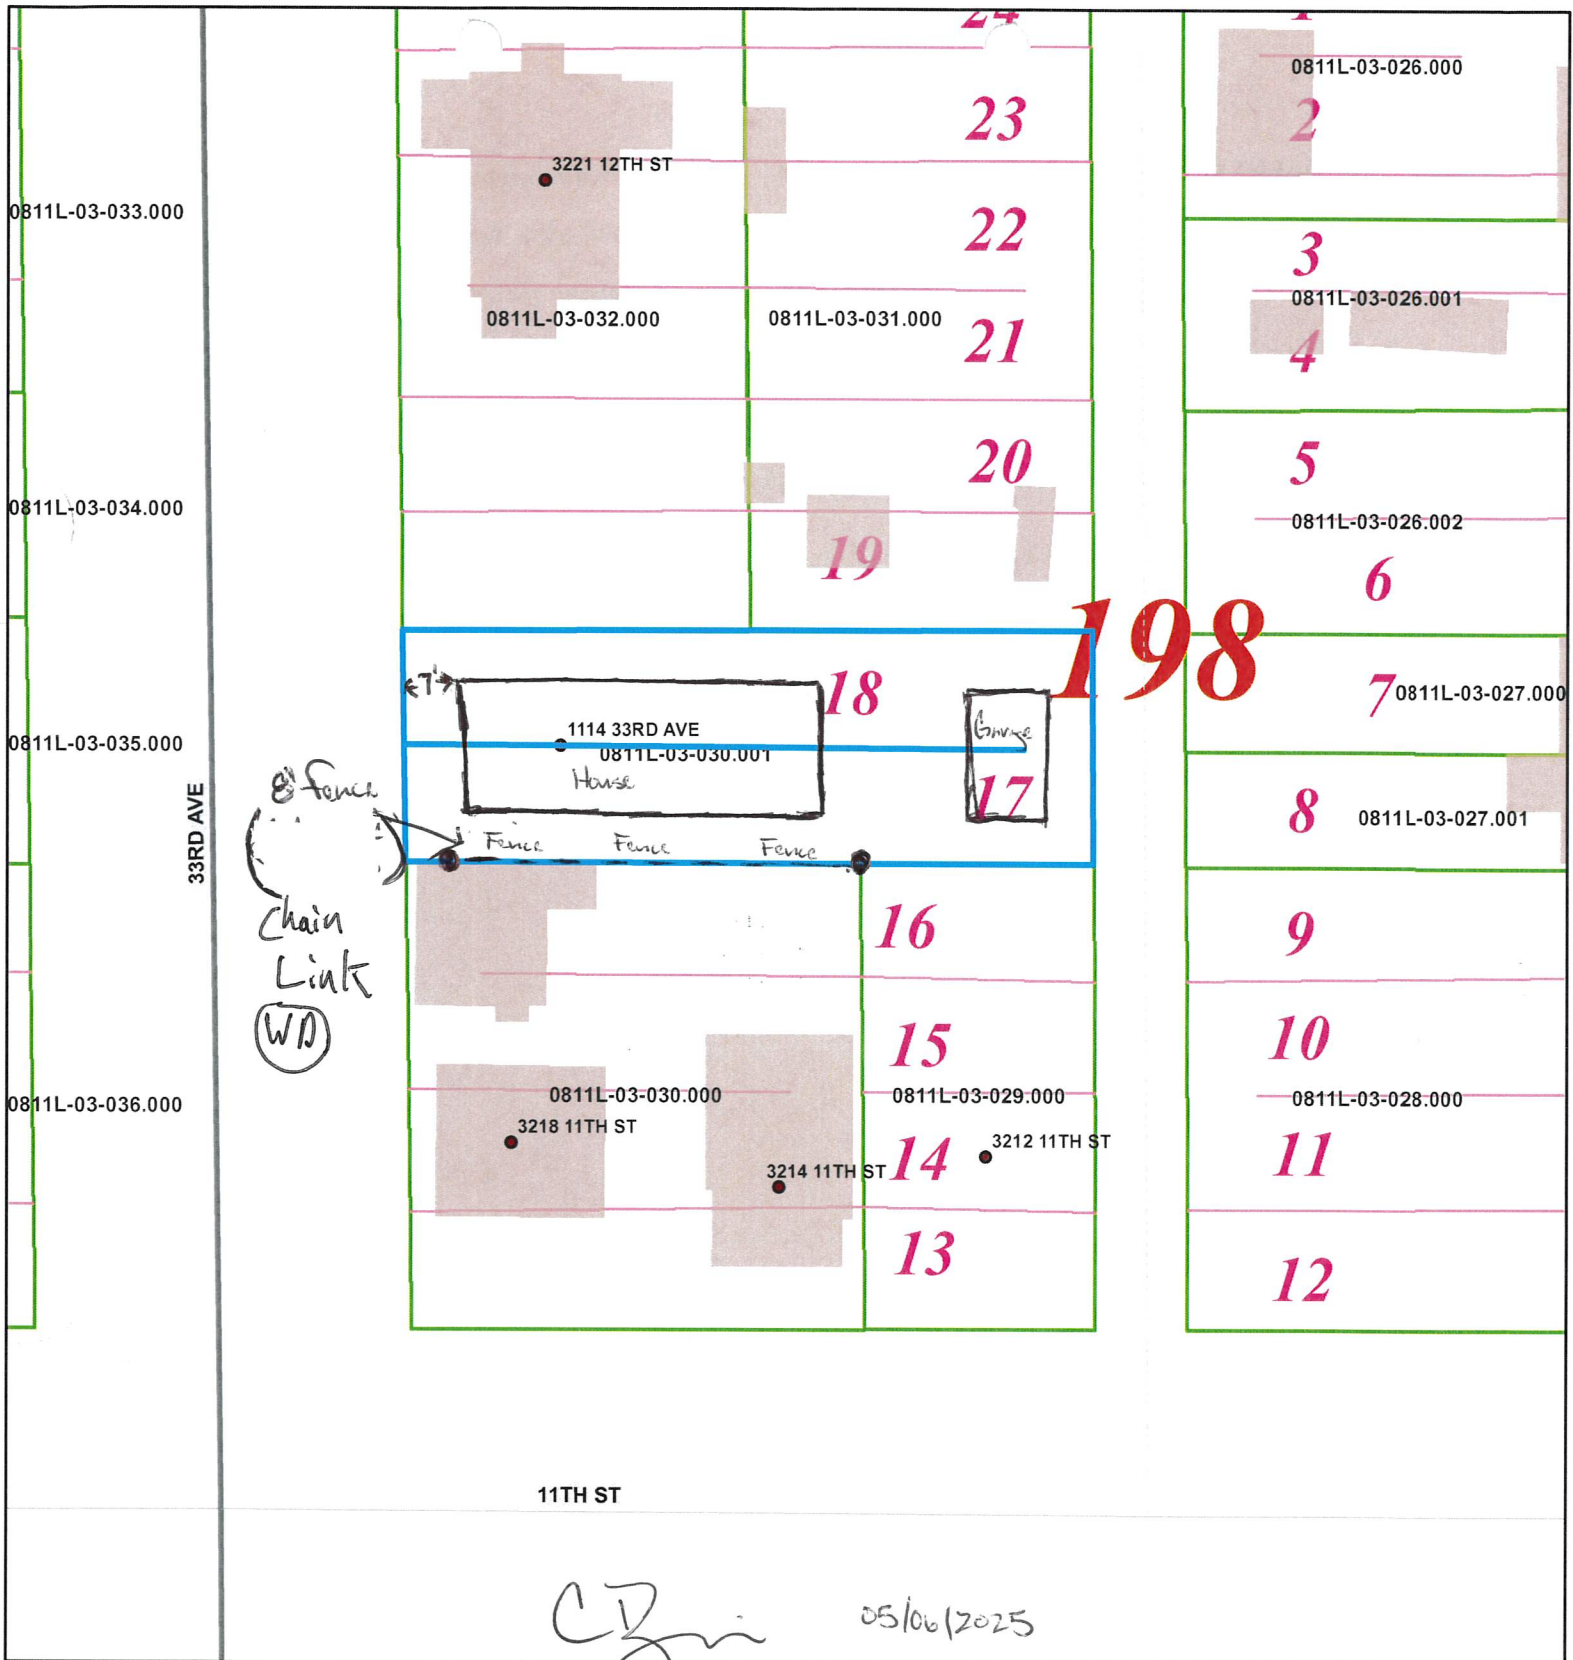 24
1
0811L-03-026.000
23
2
3221 12TH ST
0811L-03-033.000
22
3
0811L-03-026.001
0811L-03-032.000
0811L-03-031.000
21
4
20
5
0811L-03-034.000
0811L-03-026.002
19
6
198
7'
18
7
0811L-03-027.000
1114 33RD AVE
Garage
0811L-03-035.000
0811L-03-030.001
House
17
8' fence
8
0811L-03-027.001
33RD AVE
Fence
Fence
Fence
Chain
Link
WD
16
9
15
10
0811L-03-036.000
0811L-03-030.000
0811L-03-029.000
0811L-03-028.000
3218 11TH ST
3214 11TH ST
14
3212 11TH ST
11
13
12
11TH ST
05/06/2025